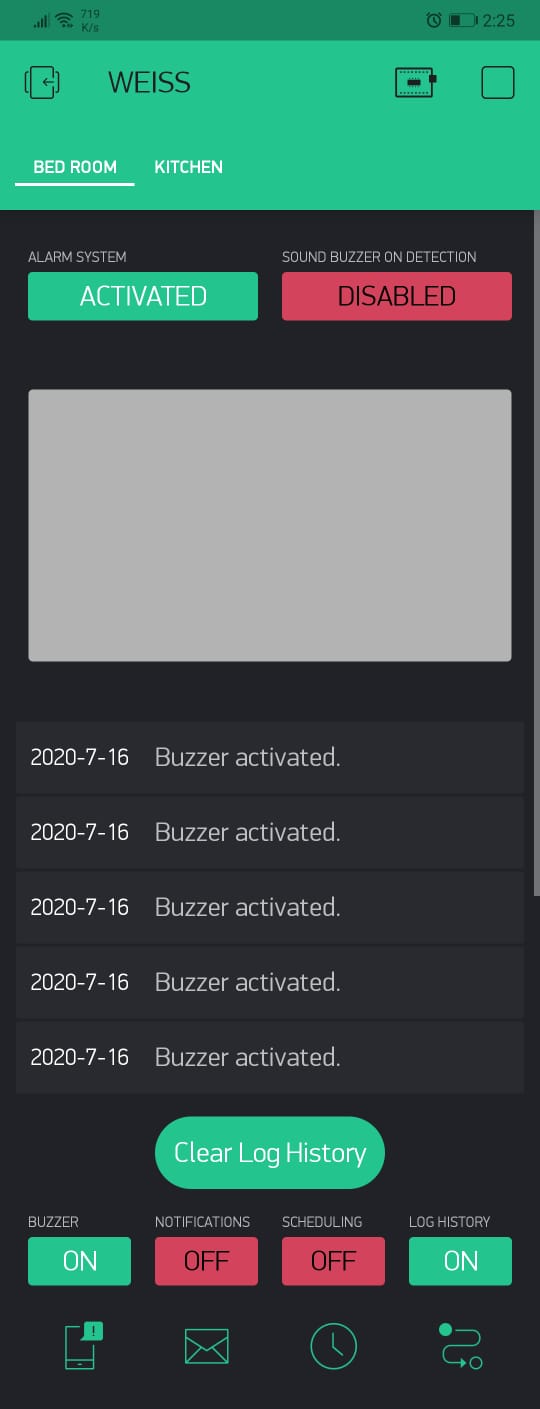 719
K/s
2:25
WEISS
BED ROOM KITCHEN
ALARM SYSTEM SOUND BUZZER ON DETECTION
ACTIVATED DISABLED
2020-7-16 Buzzer activated.
2020-7-16 Buzzer activated.
2020-7-16 Buzzer activated.
2020-7-16 Buzzer activated.
2020-7-16 Buzzer activated.
Clear Log History
BUZZER NOTIFICATIONS SCHEDULING LOG HISTORY
ON OFF OFF ON